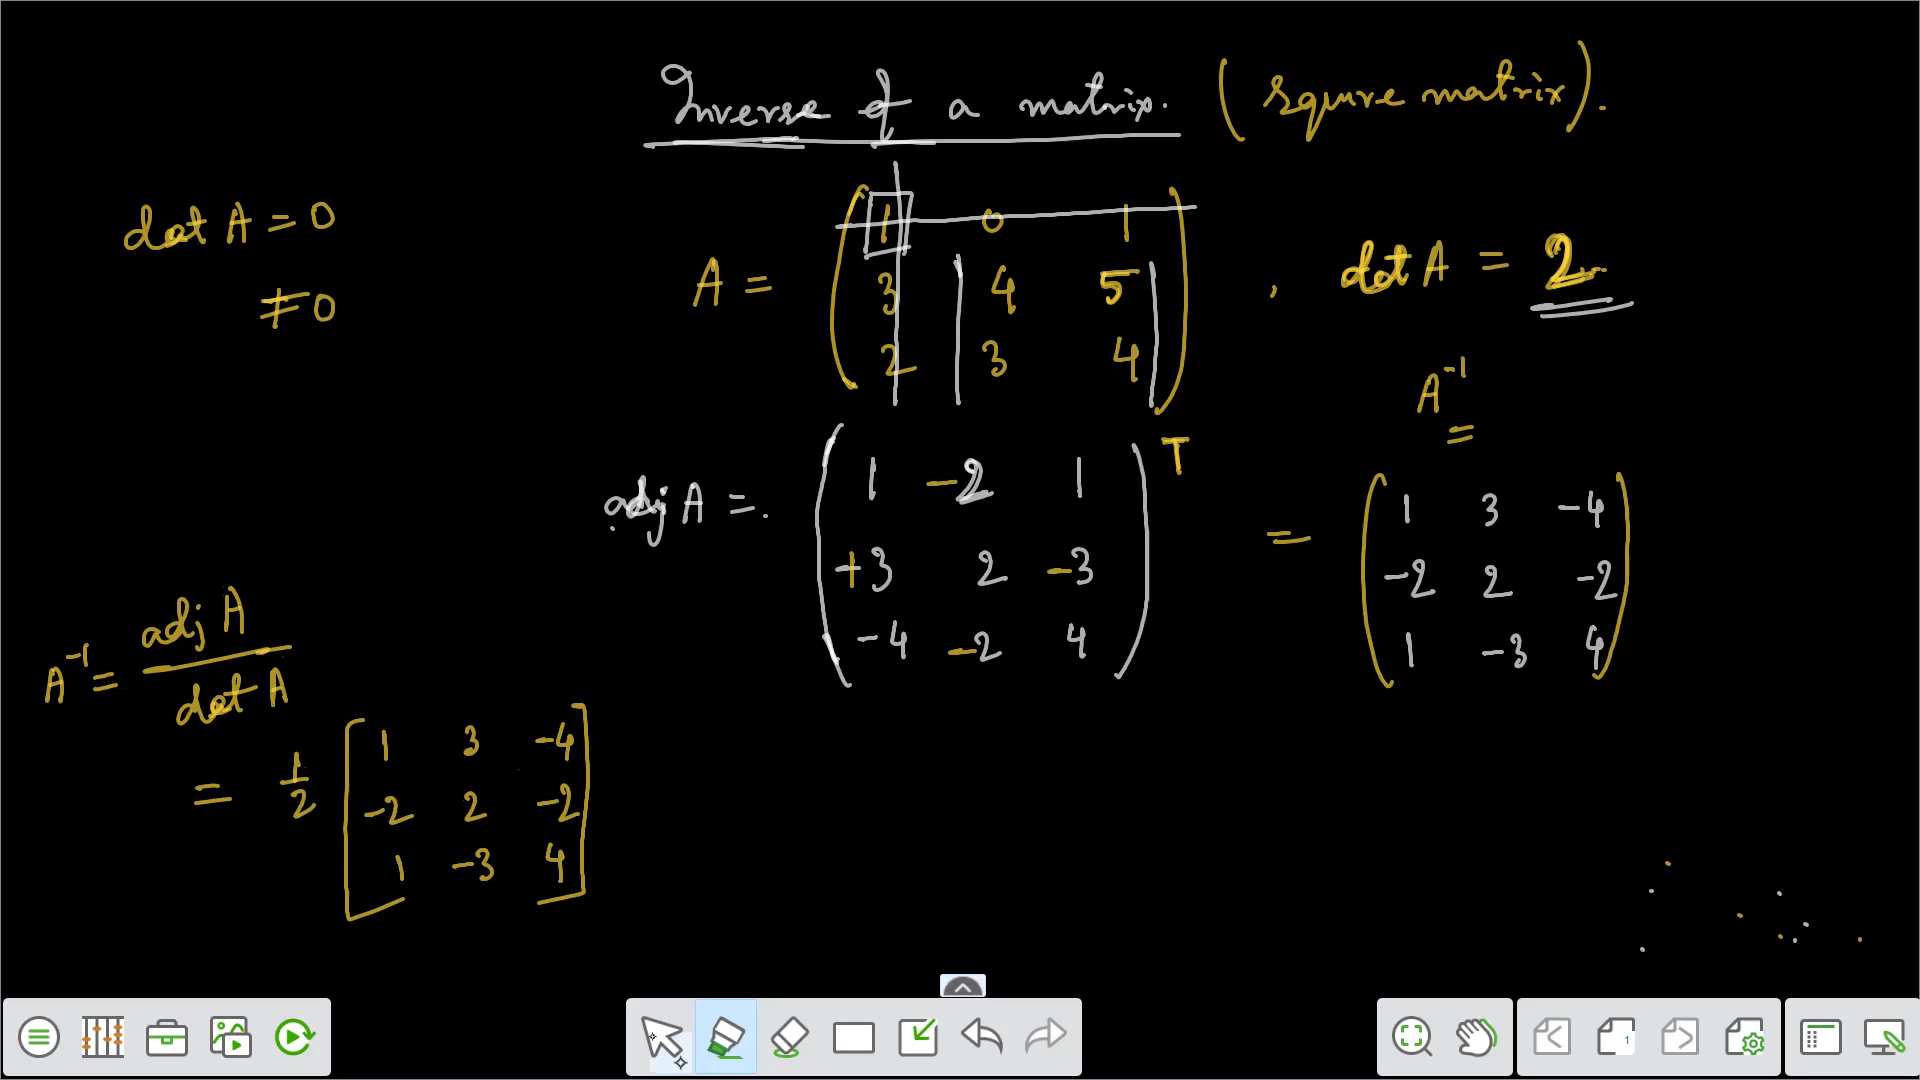 Inverse of a matrix. (squre matrix).
det A = 0
≠ 0
A = ( 1 0 1
3 4 5
2 3 4 ) , det A = 2
A⁻¹ =
adj A = ( 1 -2 1
+3 2 -3
-4 -2 4 )ᵀ
= ( 1 3 -4
-2 2 -2
1 -3 4 )
A⁻¹ = adj A / det A
= 1/2 [ 1 3 -4
-2 2 -2
1 -3 4 ]
1